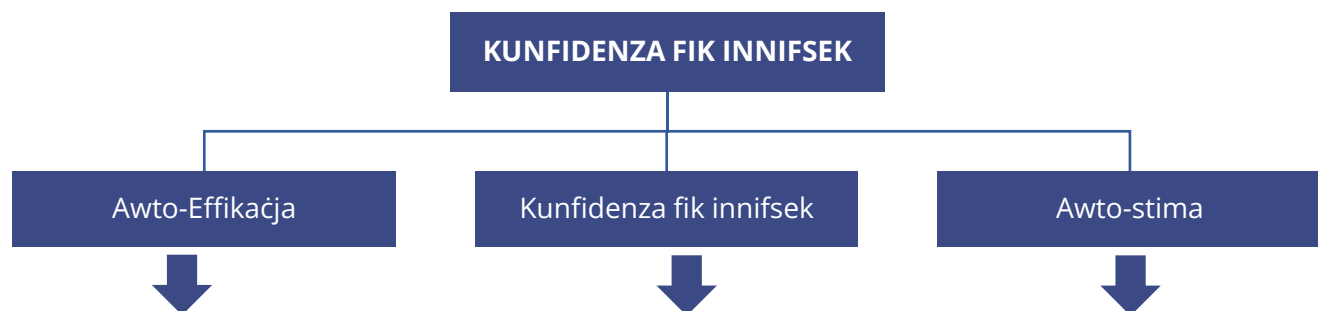 KUNFIDENZA FIK INNIFSEK
Awto-Effikaċja
Kunfidenza fik innifsek
Awto-stima